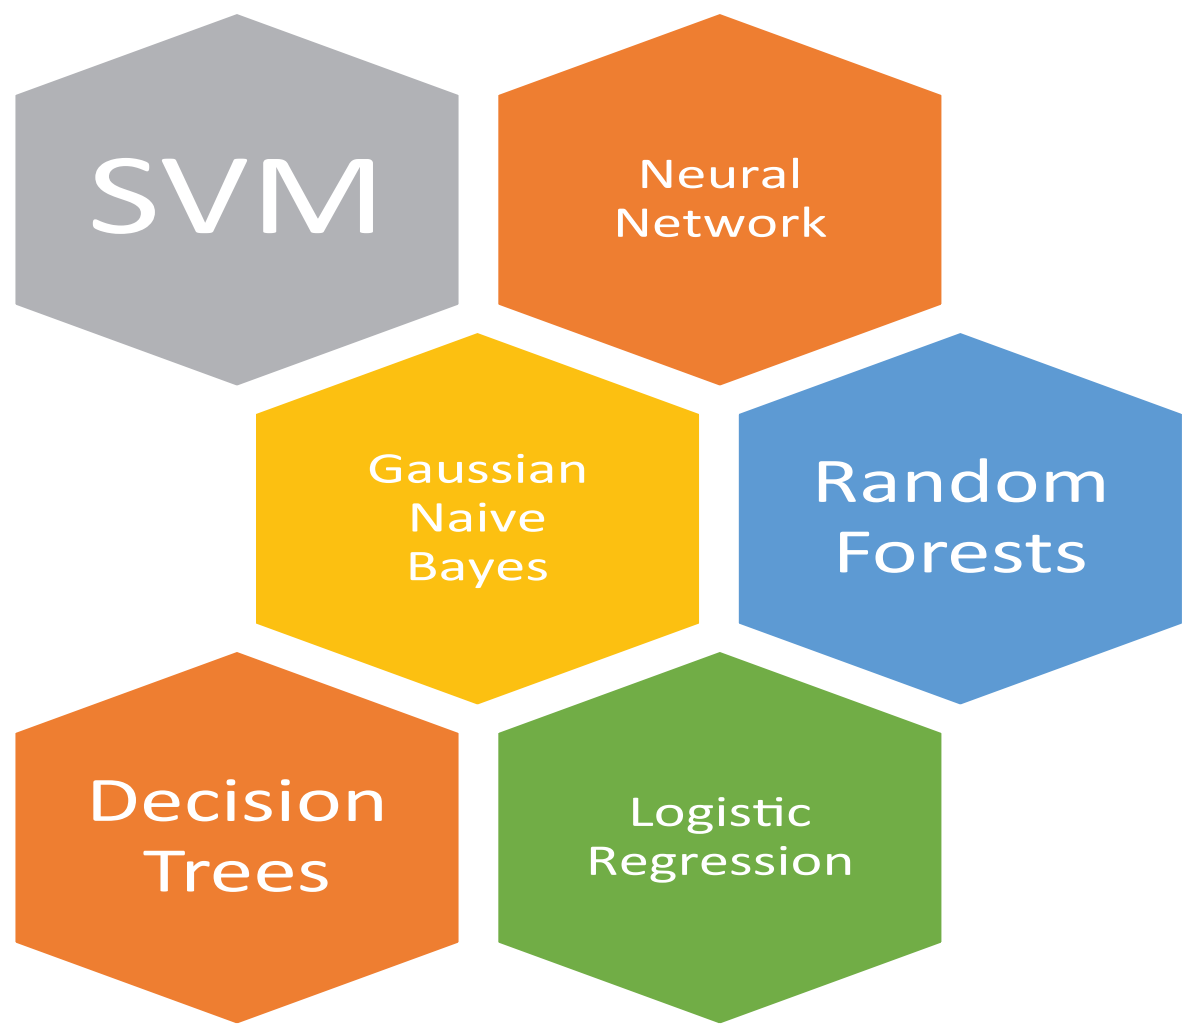 SVM
Neural
Network
Gaussian
Naive
Bayes
Random
Forests
Decision
Trees
Logistic
Regression